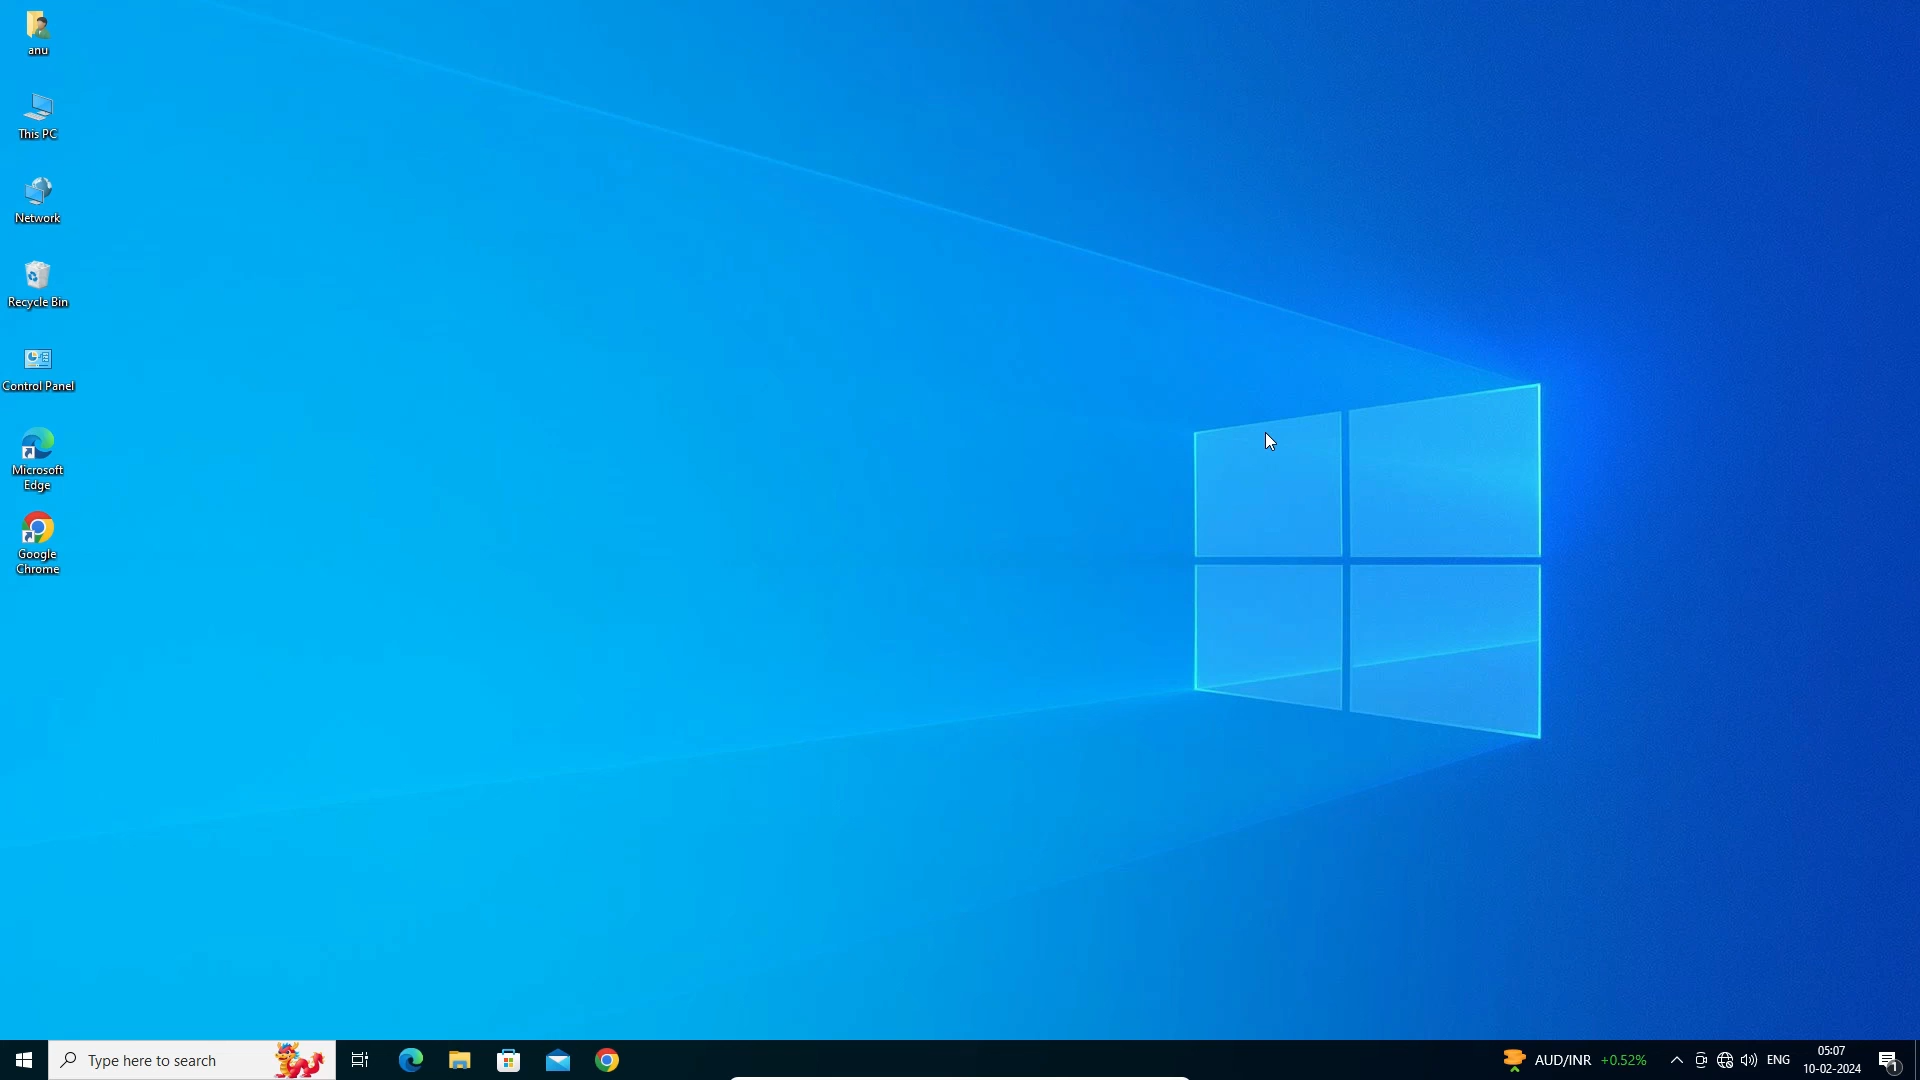 anu
This PC
Network
Recycle Bin
Control Panel
Microsoft
Edge
Google
Chrome
Type here to search
AUD/INR +0.52%
ENG
05:07
10-02-2024
1